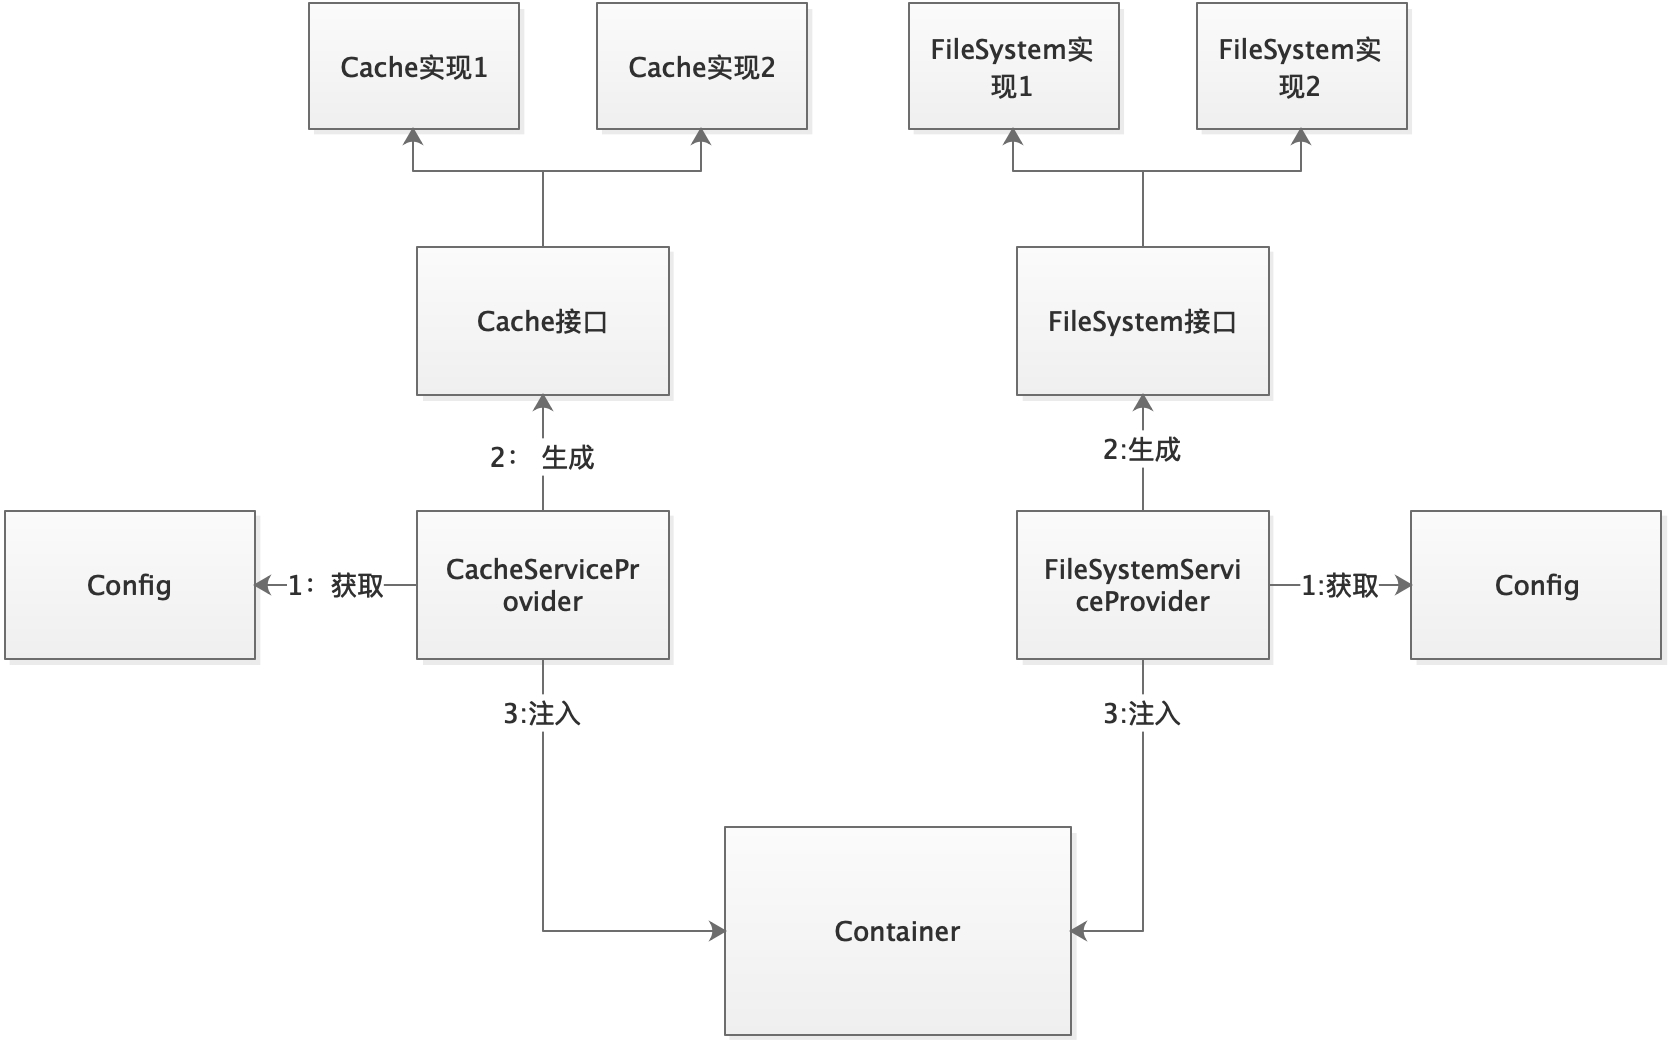 Cache实现1
Cache实现2
FileSystem实
现1
FileSystem实
现2
Cache接口
FileSystem接口
2： 生成
2:生成
Config
1：获取
CacheServicePr
ovider
FileSystemServi
ceProvider
1:获取
Config
3:注入
3:注入
Container